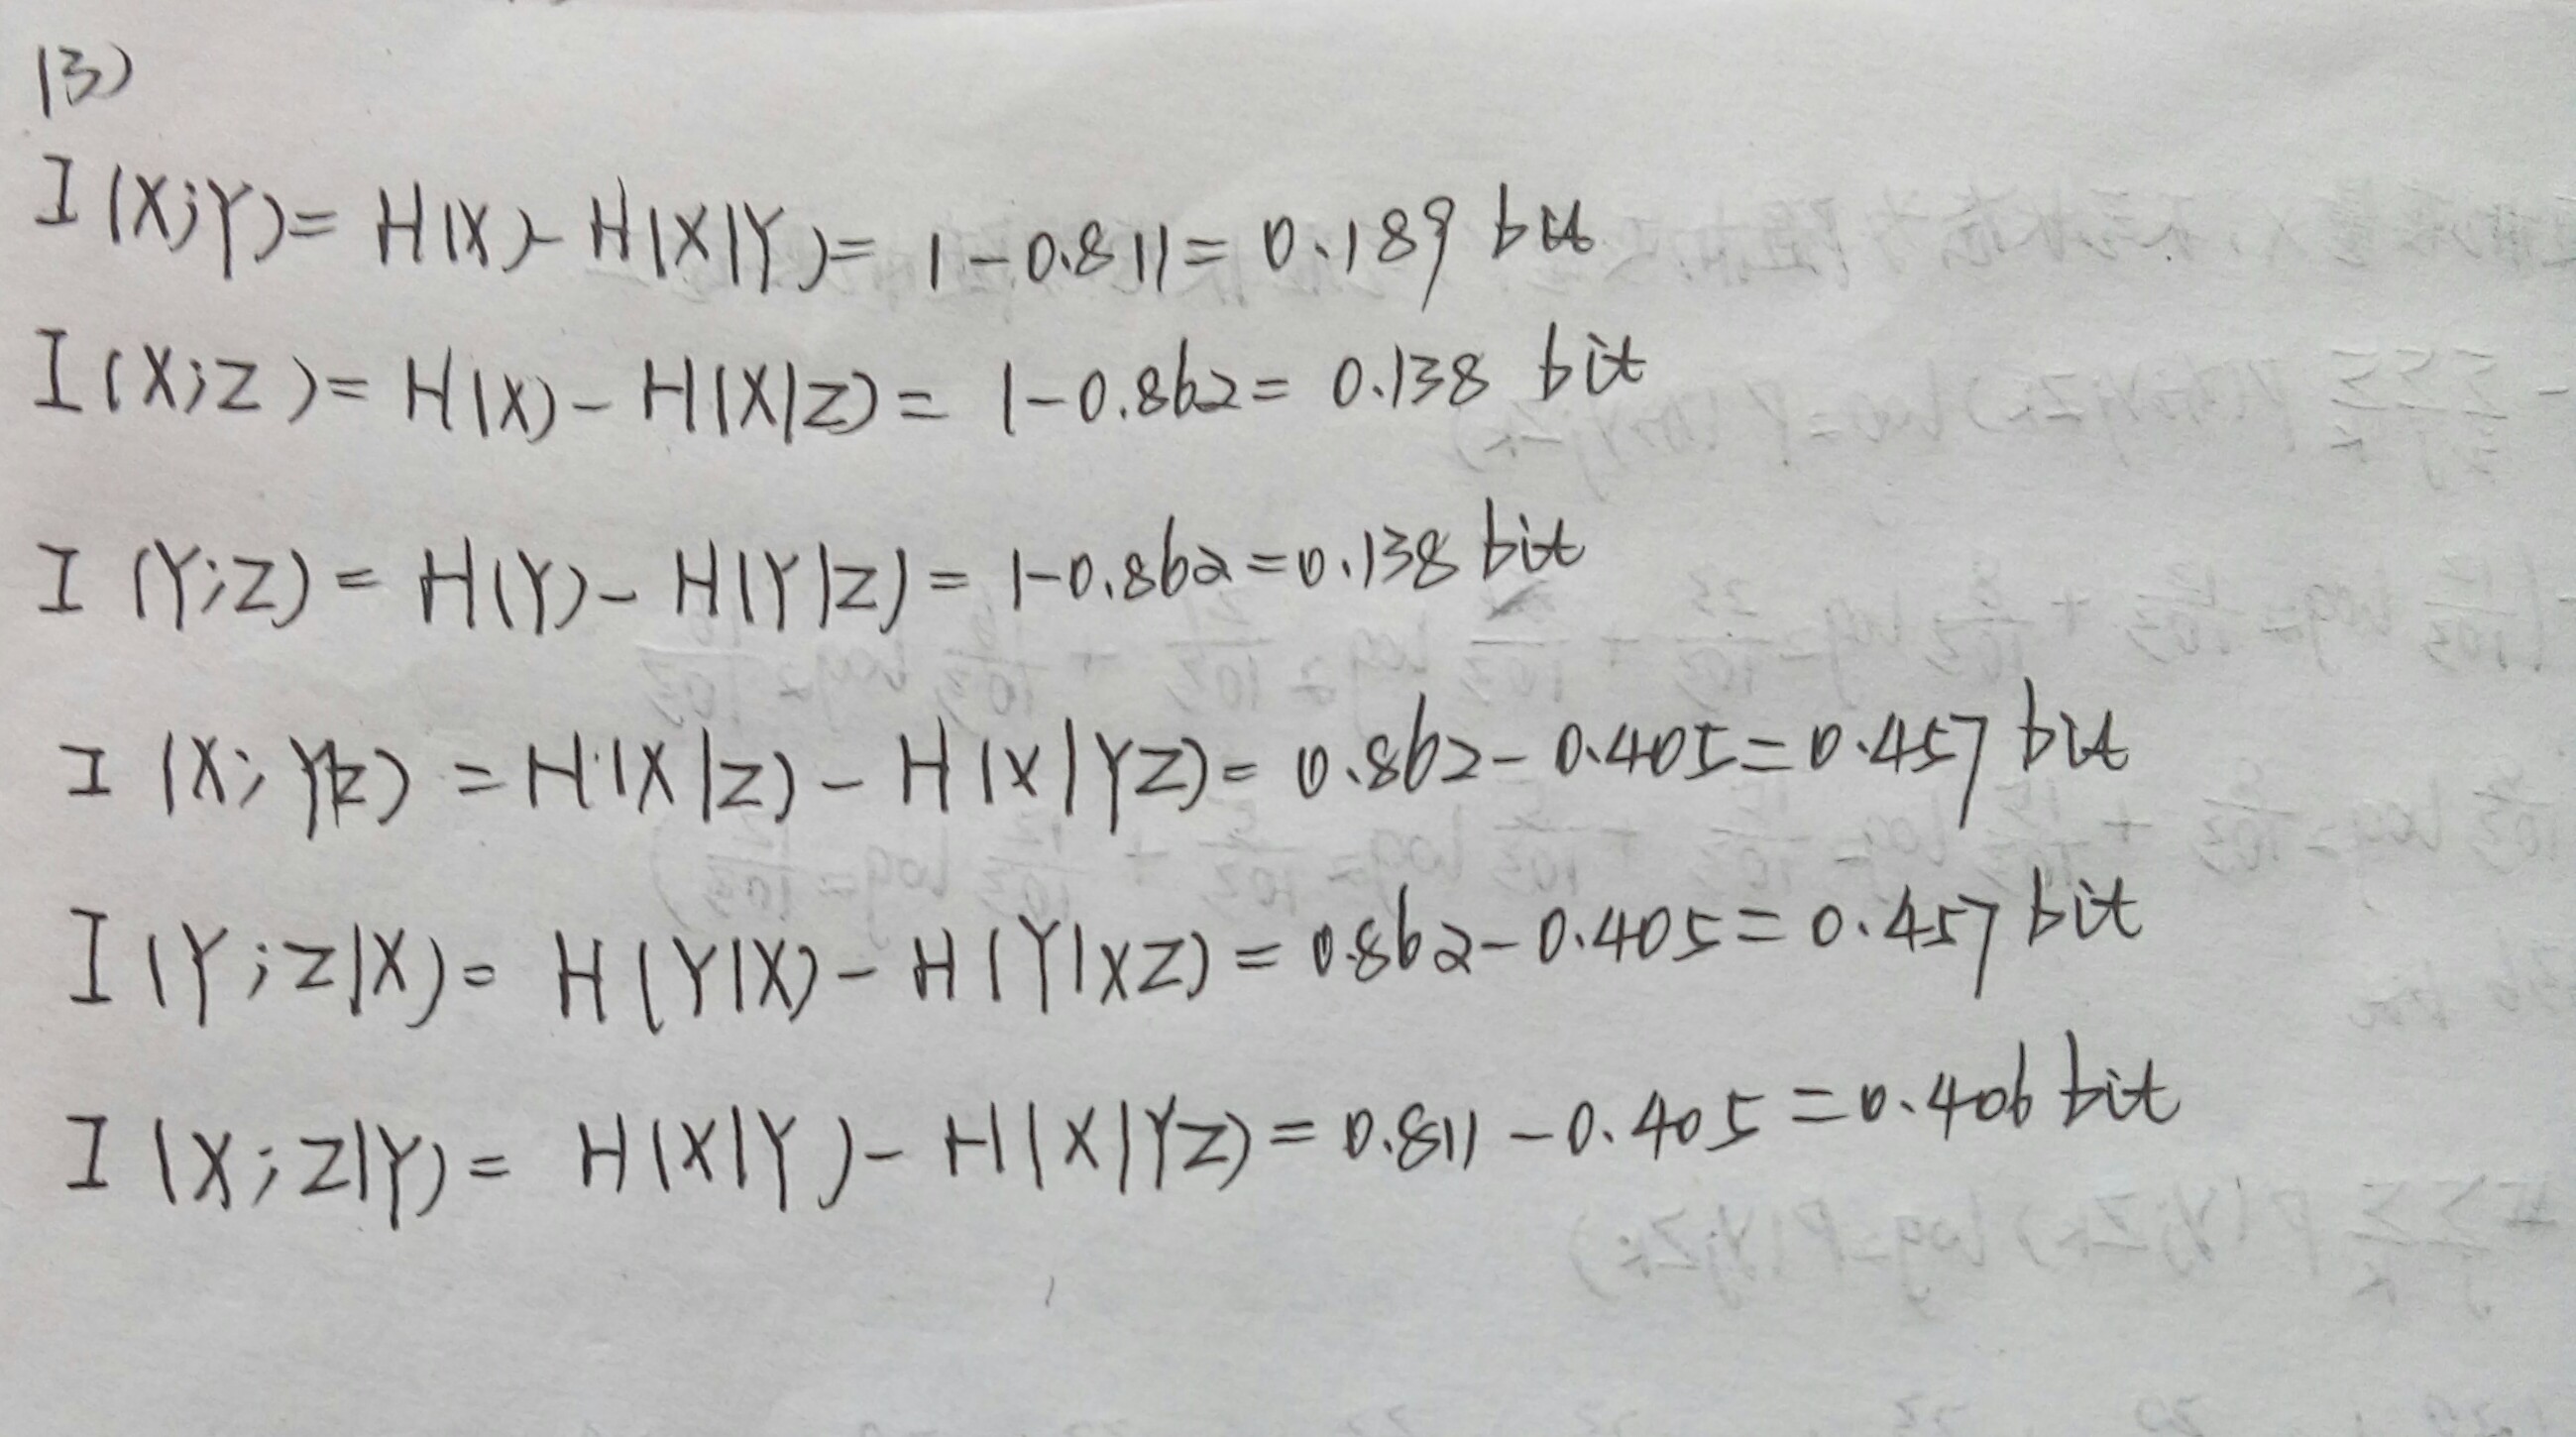 (3)
I(X;Y)= H(X)-H(X|Y)= 1-0.811= 0.189 bit
I(X;Z)= H(X)-H(X|Z)= 1-0.862= 0.138 bit
I(Y;Z)= H(Y)-H(Y|Z)= 1-0.862=0.138 bit
I(X;Y|Z)=H(X|Z)-H(X|YZ)= 0.862-0.405=0.457 bit
I(Y;Z|X)= H(Y|X)-H(Y|XZ)= 0.862-0.405=0.457 bit
I(X;Z|Y)= H(X|Y)-H(X|YZ)= 0.811-0.405=0.406 bit